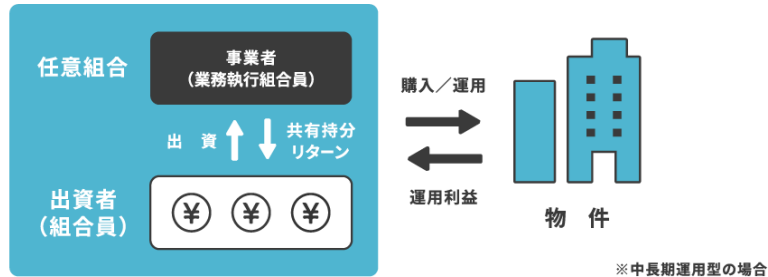 任意組合
事業者
（業務執行組合員）
出　資
共有持分
リターン
出資者
（組合員）
¥ ¥ ¥
購入／運用
運用利益
物　件
※中長期運用型の場合